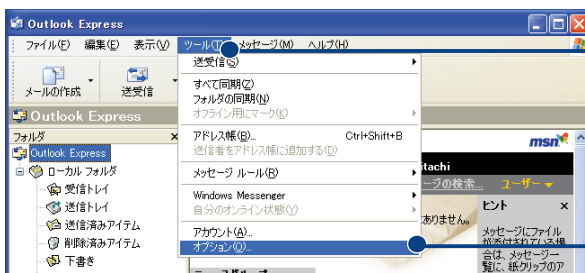 Outlook Express
ファイル(F) 編集(E) 表示(V) ツール(T) メッセージ(M) ヘルプ(H)
メールの作成 送受信
Outlook Express
フォルダ ×
Outlook Express
ローカル フォルダ
受信トレイ
送信トレイ
送信済みアイテム
削除済みアイテム
下書き
送受信(S)
すべて同期(Z)
フォルダの同期(N)
オフライン用にマーク(K)
アドレス帳(B)... Ctrl+Shift+B
送信者をアドレス帳に追加する(D)
メッセージ ルール(R)
Windows Messenger
自分のオンライン状態(Y)
アカウント(A)...
オプション(O)...
msn
itachi
ージの検索... ユーザー
ありません。
ヒント ×
メッセージにファイル
が添付されている場
合は、メッセージ一
覧に、紙クリップのア